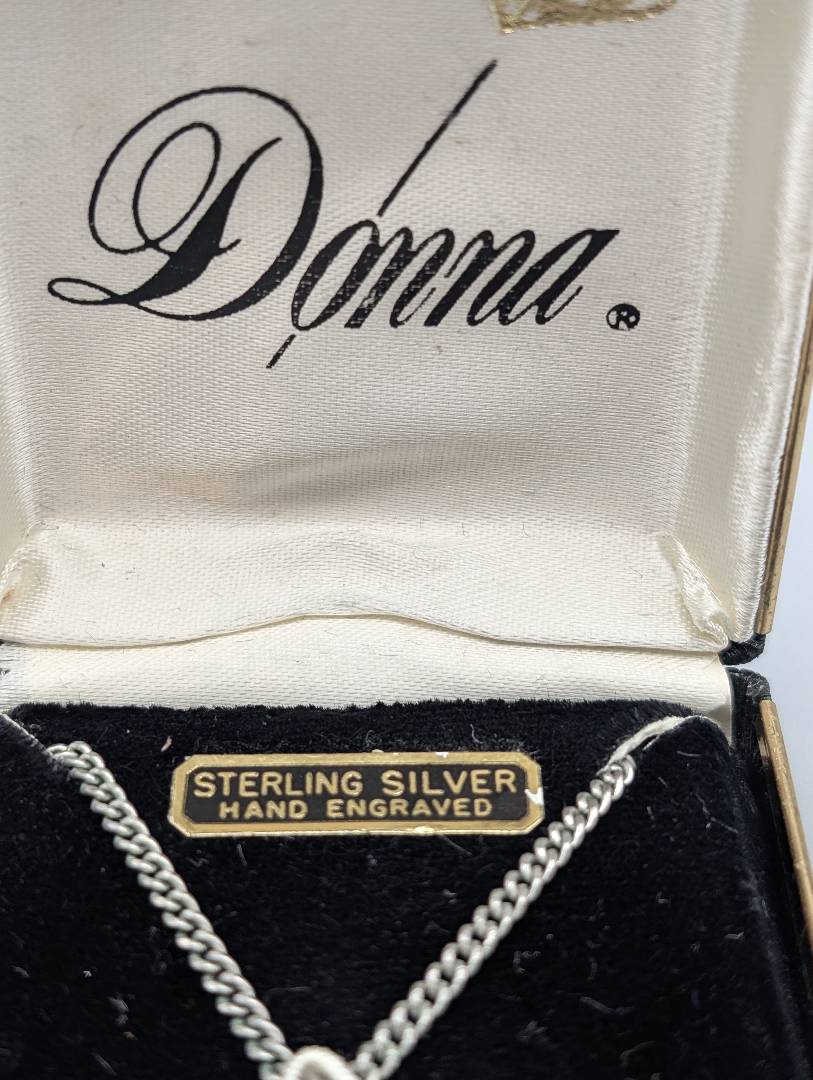 Donna ®
STERLING SILVER
HAND ENGRAVED